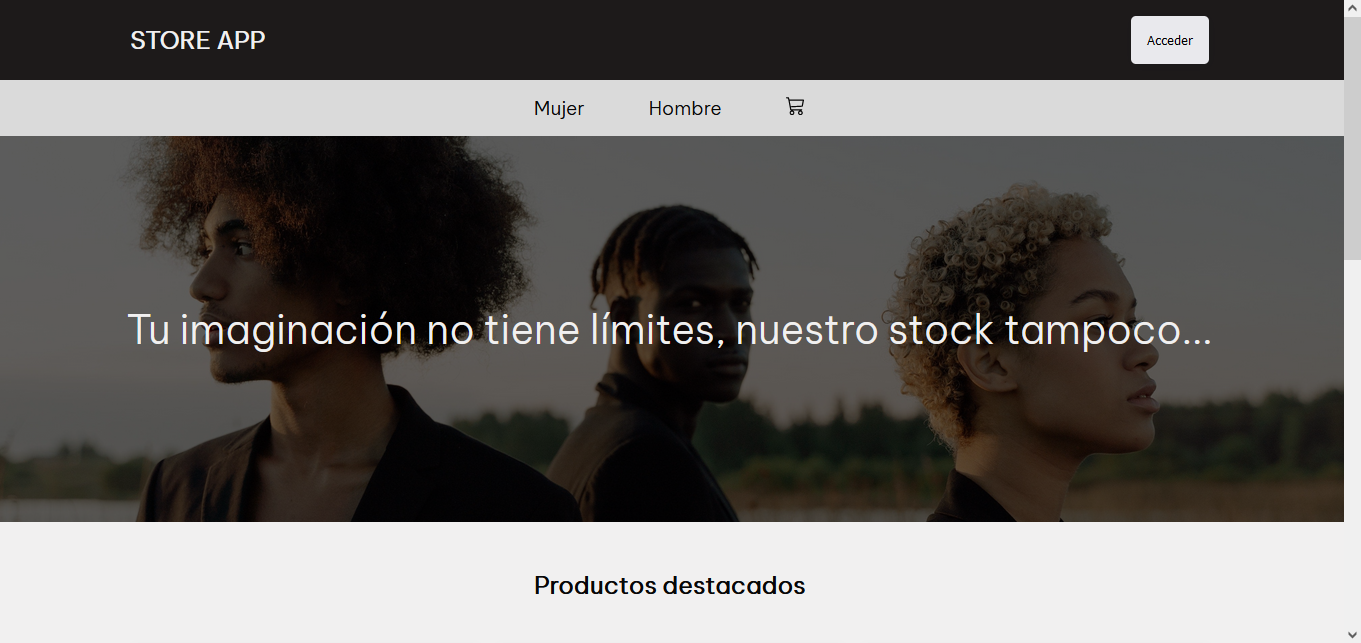 STORE APP
Acceder
Mujer Hombre
Tu imaginación no tiene límites, nuestro stock tampoco...
Productos destacados